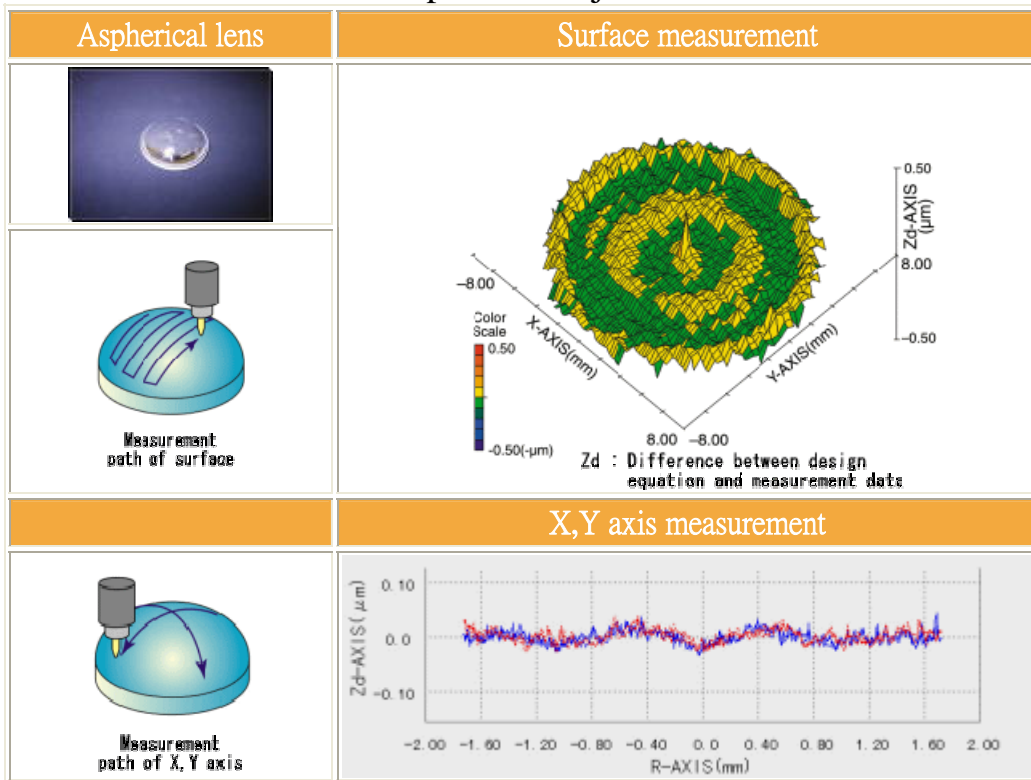 Aspherical lens
Surface measurement
0.50
Zd-AXIS
(μm)
8.00
-0.50
-8.00
X-AXIS(mm)
Y-AXIS(mm)
8.00 -8.00
Color
Scale
0.50
-0.50(-μm)
Zd : Difference between design
equation and measurement data
Measurement
path of surface
X,Y axis measurement
Measurement
path of X,Y axis
Zd-AXIS(μm)
0.10
0.0
-0.10
-2.00 -1.60 -1.20 -0.80 -0.40 0.0 0.40 0.80 1.20 1.60 2.00
R-AXIS(mm)